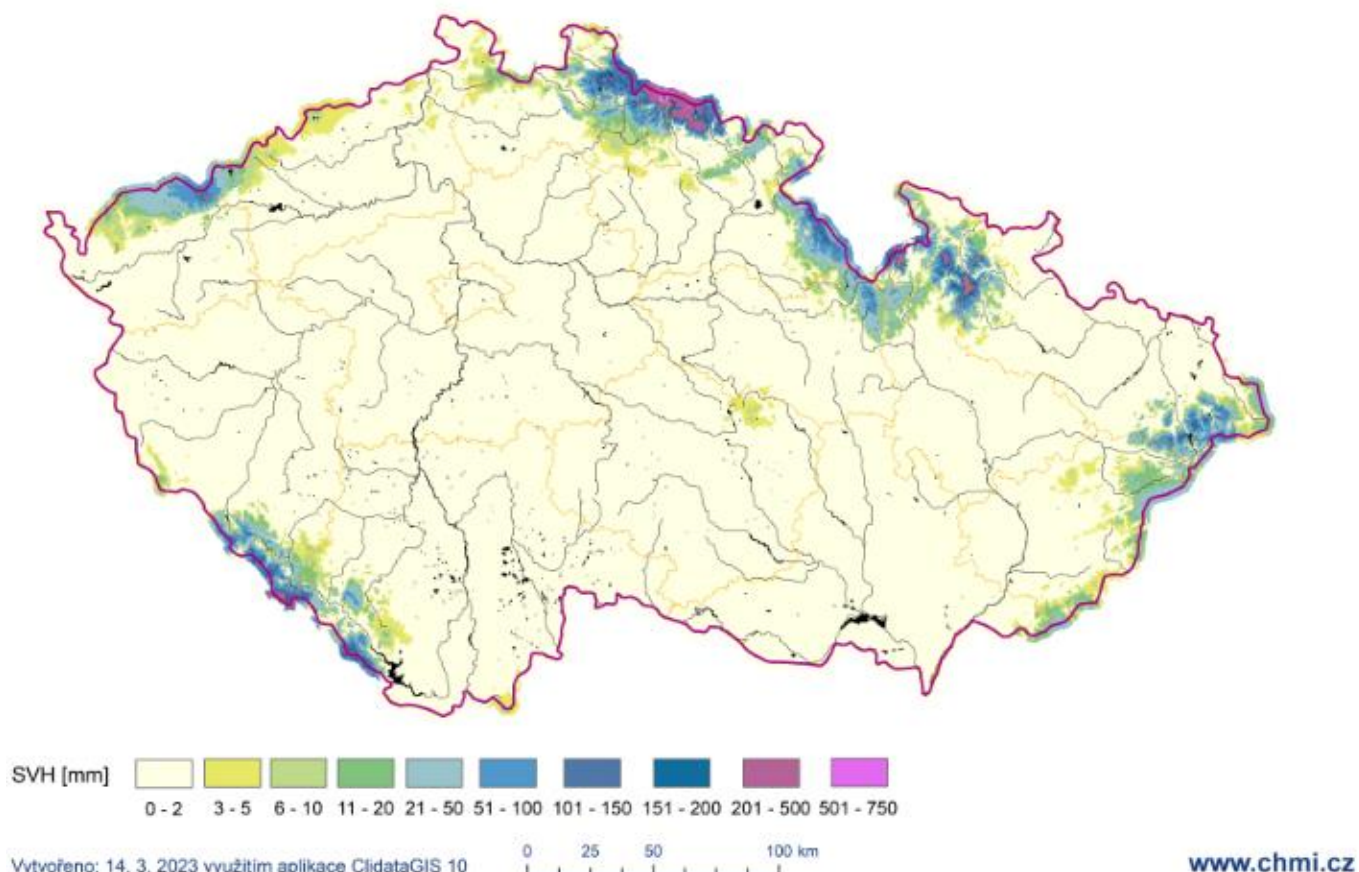 SVH [mm]
0 - 2 3 - 5 6 - 10 11 - 20 21 - 50 51 - 100 101 - 150 151 - 200 201 - 500 501 - 750
0 25 50 100 km
Vytvořeno: 14. 3. 2023 využitím aplikace ClidataGIS 10
www.chmi.cz